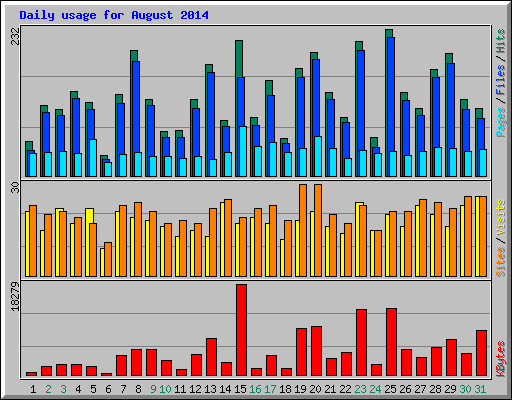 Daily usage for August 2014
232
Pages / Files / Hits
30
Sites / Visits
18279
KBytes
1 2 3 4 5 6 7 8 9 10 11 12 13 14 15 16 17 18 19 20 21 22 23 24 25 26 27 28 29 30 31